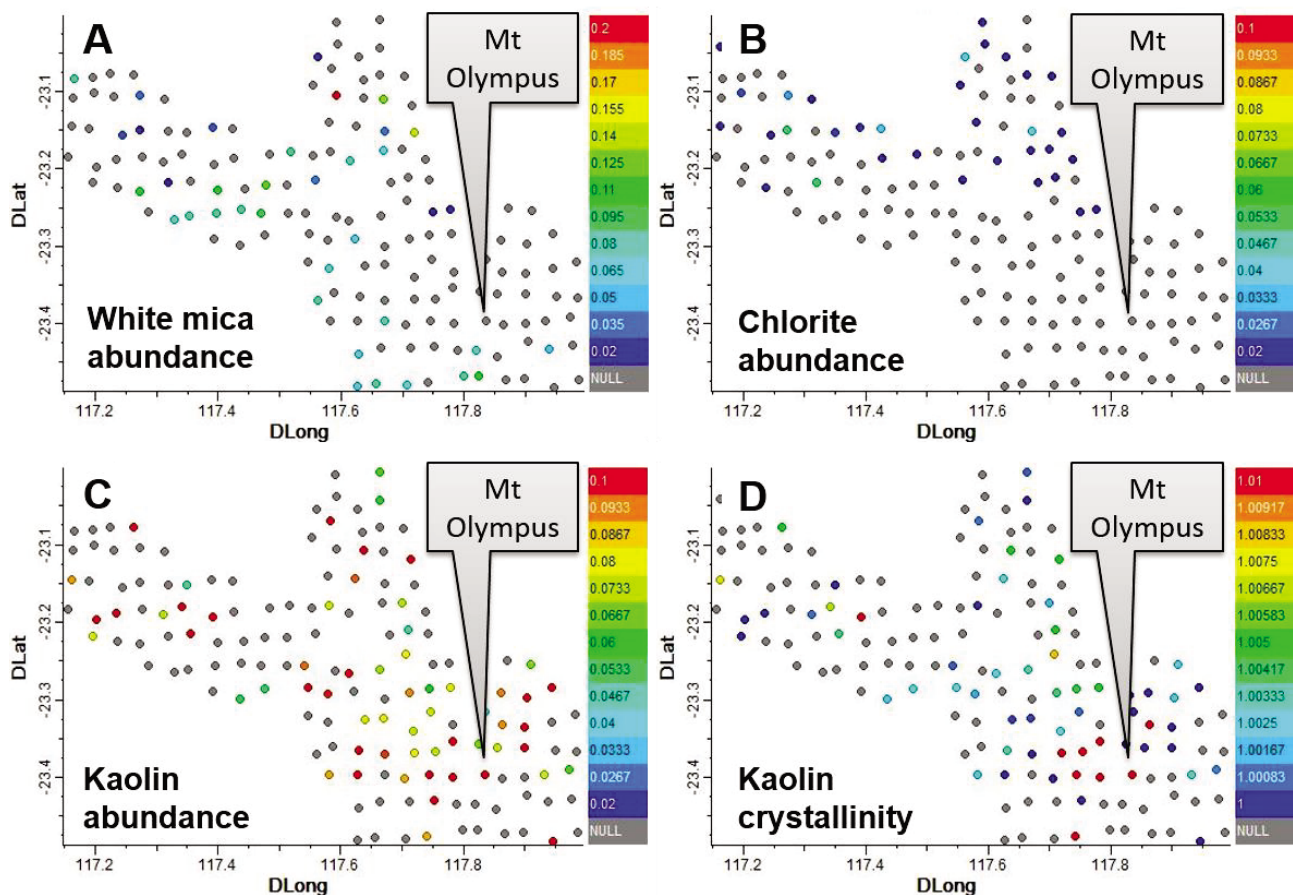 A
Mt
Olympus
White mica
abundance
-23.1
-23.2
-23.3
-23.4
DLat
117.2
117.4
117.6
117.8
DLong
0.2
0.185
0.17
0.155
0.14
0.125
0.11
0.095
0.08
0.065
0.05
0.035
0.02
NULL
B
Mt
Olympus
Chlorite
abundance
-23.1
-23.2
-23.3
-23.4
DLat
117.2
117.4
117.6
117.8
DLong
0.1
0.0933
0.0867
0.08
0.0733
0.0667
0.06
0.0533
0.0467
0.04
0.0333
0.0267
0.02
NULL
C
Mt
Olympus
Kaolin
abundance
-23.1
-23.2
-23.3
-23.4
DLat
117.2
117.4
117.6
117.8
DLong
0.1
0.0933
0.0867
0.08
0.0733
0.0667
0.06
0.0533
0.0467
0.04
0.0333
0.0267
0.02
NULL
D
Mt
Olympus
Kaolin
crystallinity
-23.1
-23.2
-23.3
-23.4
DLat
117.2
117.4
117.6
117.8
DLong
1.01
1.00917
1.00833
1.0075
1.00667
1.00583
1.005
1.00417
1.00333
1.0025
1.00167
1.00083
1
NULL